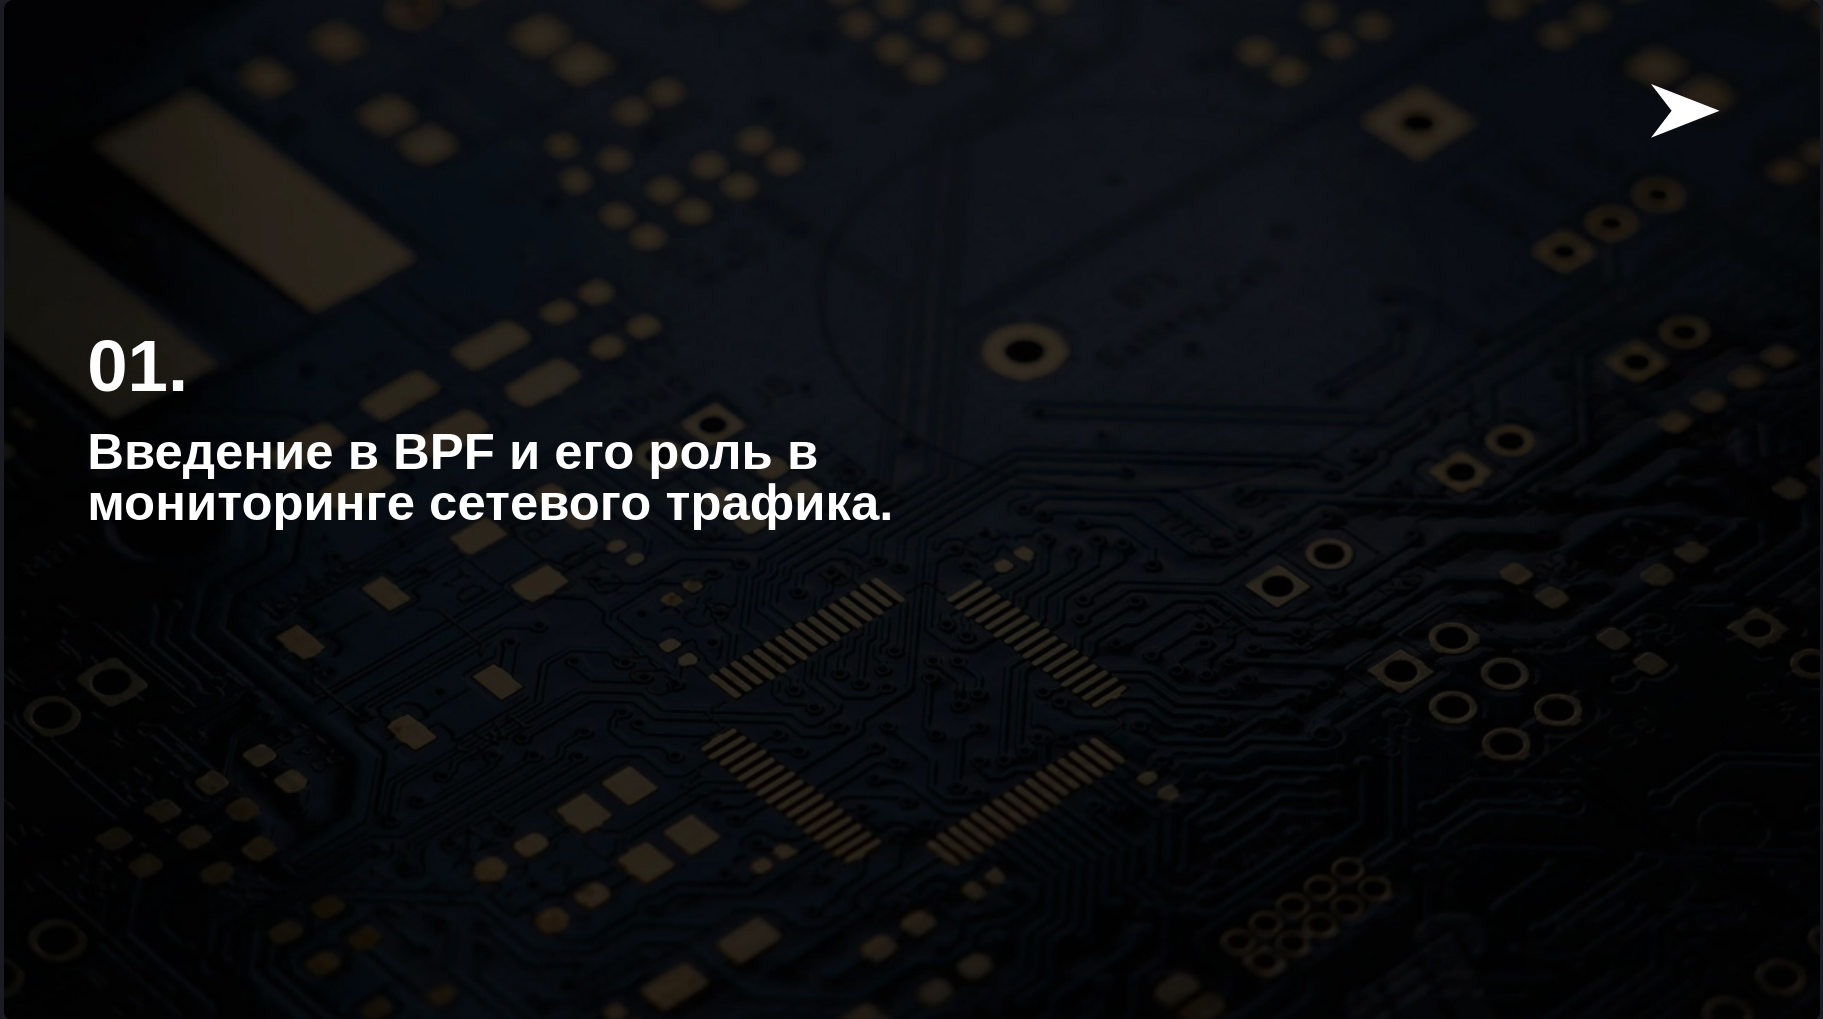 01.
Введение в BPF и его роль в
мониторинге сетевого трафика.